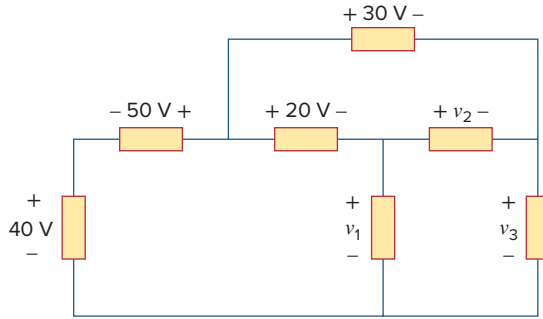 + 30 V –
– 50 V +
+ 20 V –
+ v2 –
+
40 V
–
+
v1
–
+
v3
–